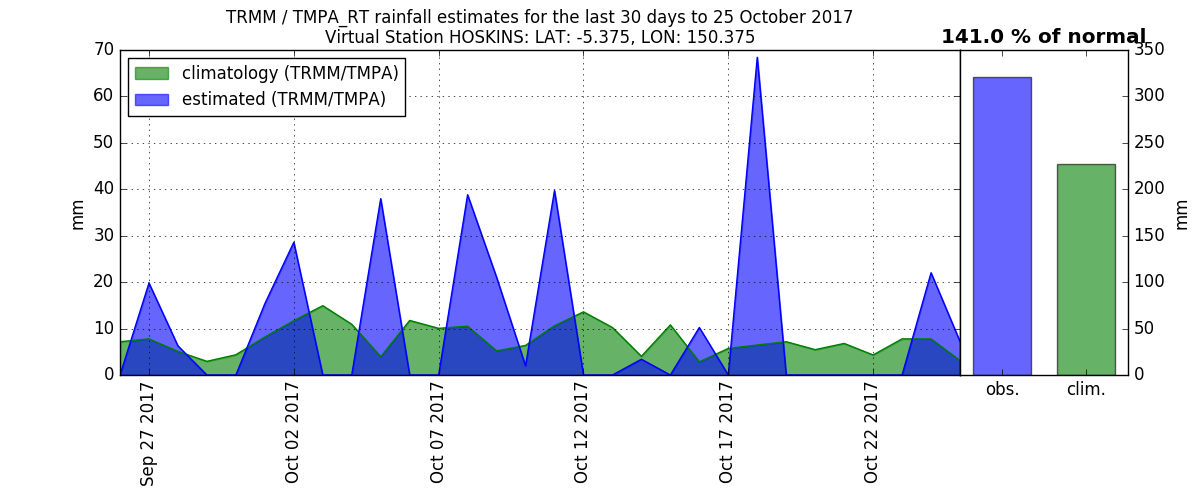 TRMM / TMPA_RT rainfall estimates for the last 30 days to 25 October 2017
Virtual Station HOSKINS: LAT: -5.375, LON: 150.375
141.0 % of normal
climatology (TRMM/TMPA)
estimated (TRMM/TMPA)
70
60
50
40
30
20
10
0
mm
350
300
250
200
150
100
50
0
mm
Sep 27 2017
Oct 02 2017
Oct 07 2017
Oct 12 2017
Oct 17 2017
Oct 22 2017
obs.
clim.